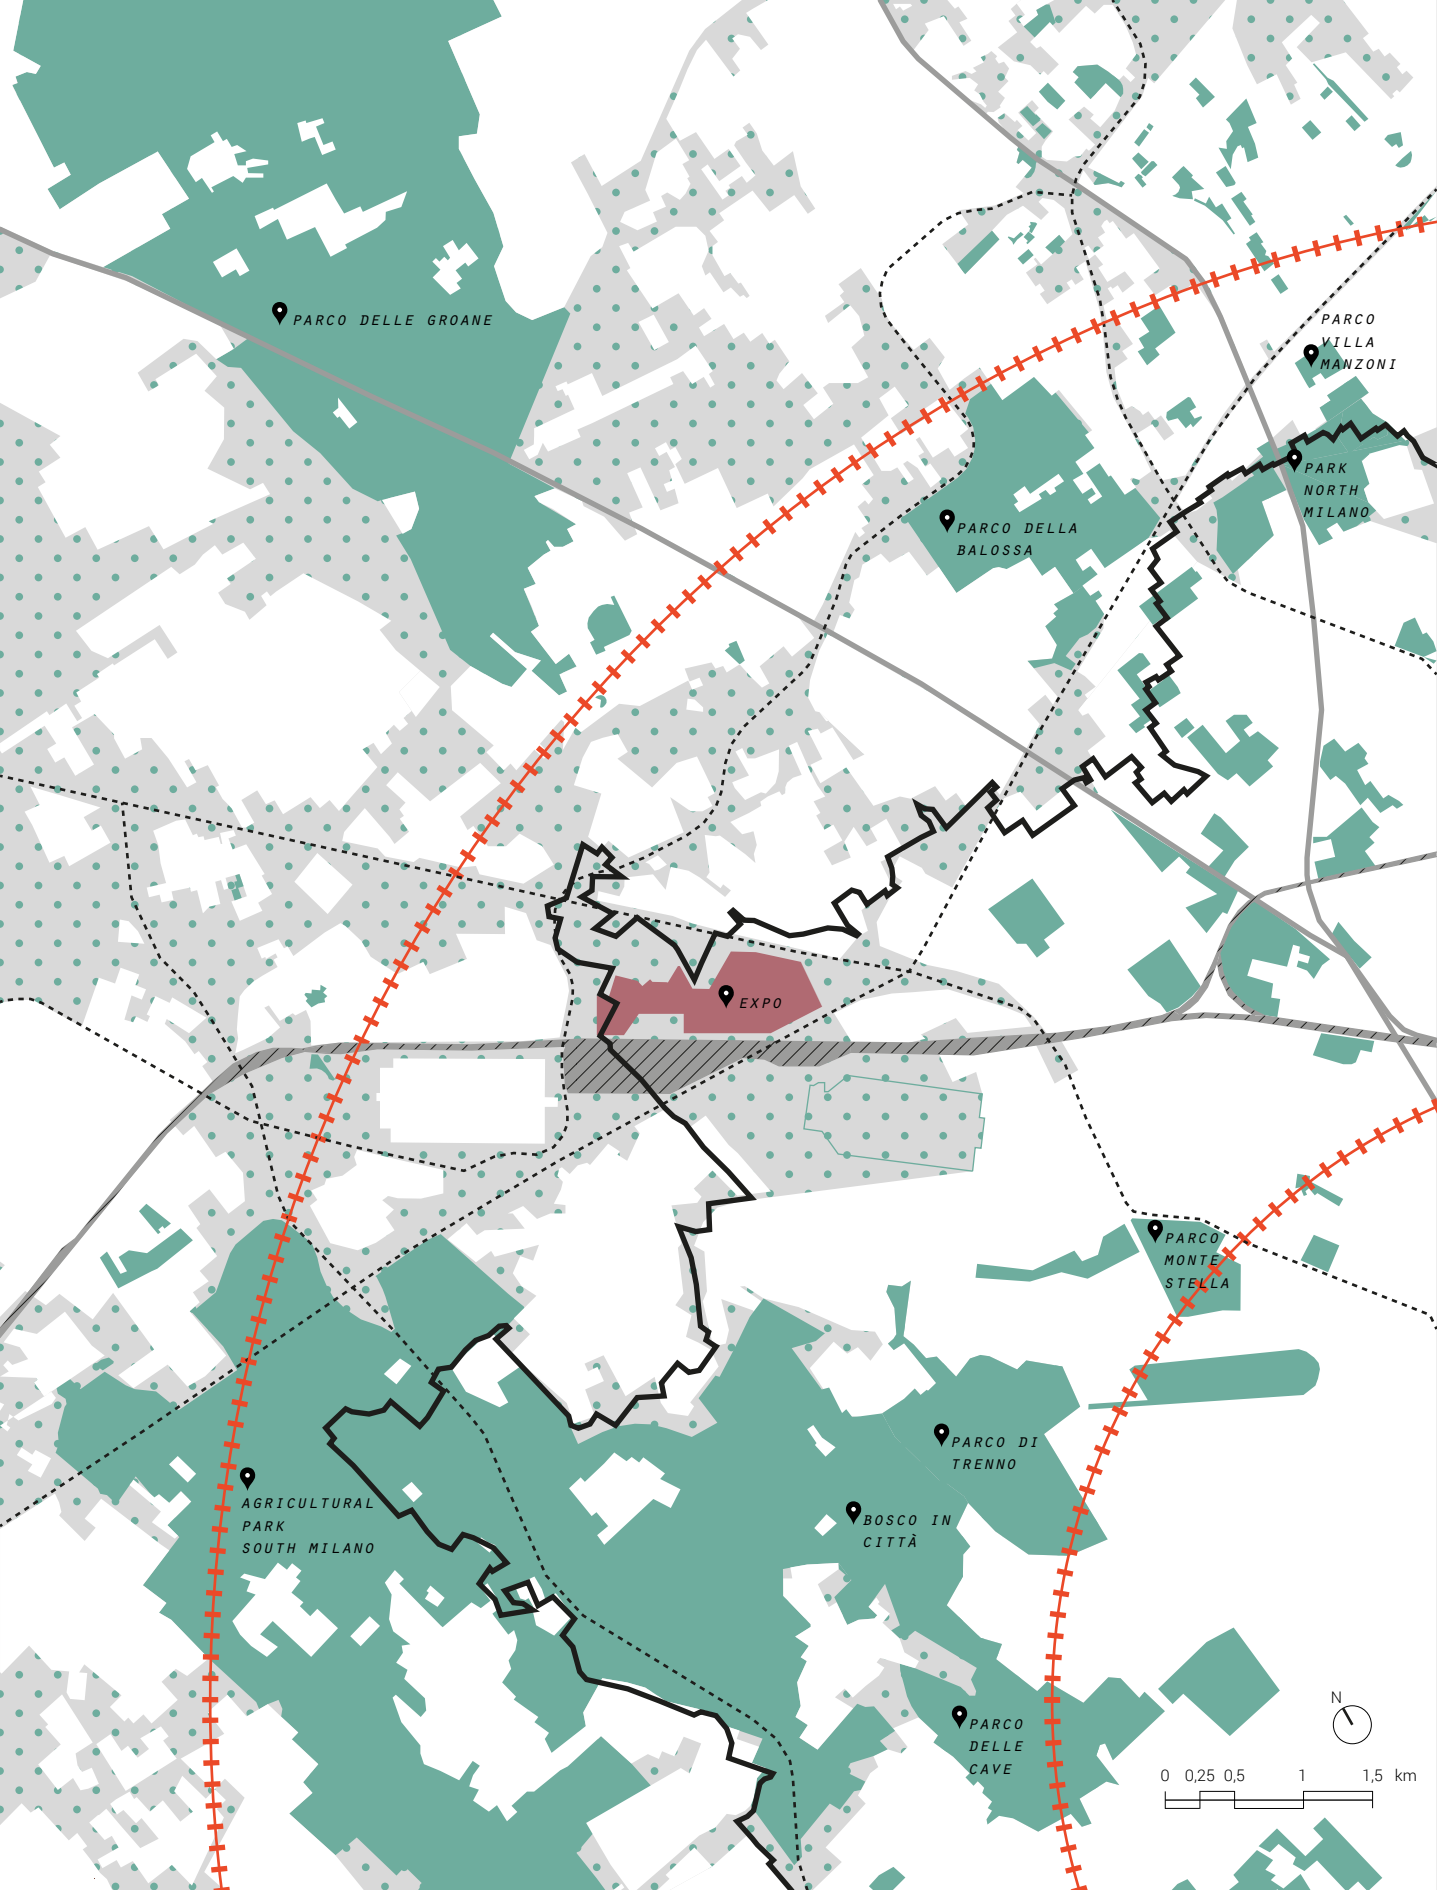 PARCO DELLE GROANE
PARCO
VILLA
MANZONI
PARK
NORTH
MILANO
PARCO DELLA
BALOSSA
EXPO
PARCO
MONTE
STELLA
PARCO DI
TRENNO
AGRICULTURAL
PARK
SOUTH MILANO
BOSCO IN
CITTÀ
PARCO
DELLE
CAVE
N
0 0,25 0,5 1 1,5 km